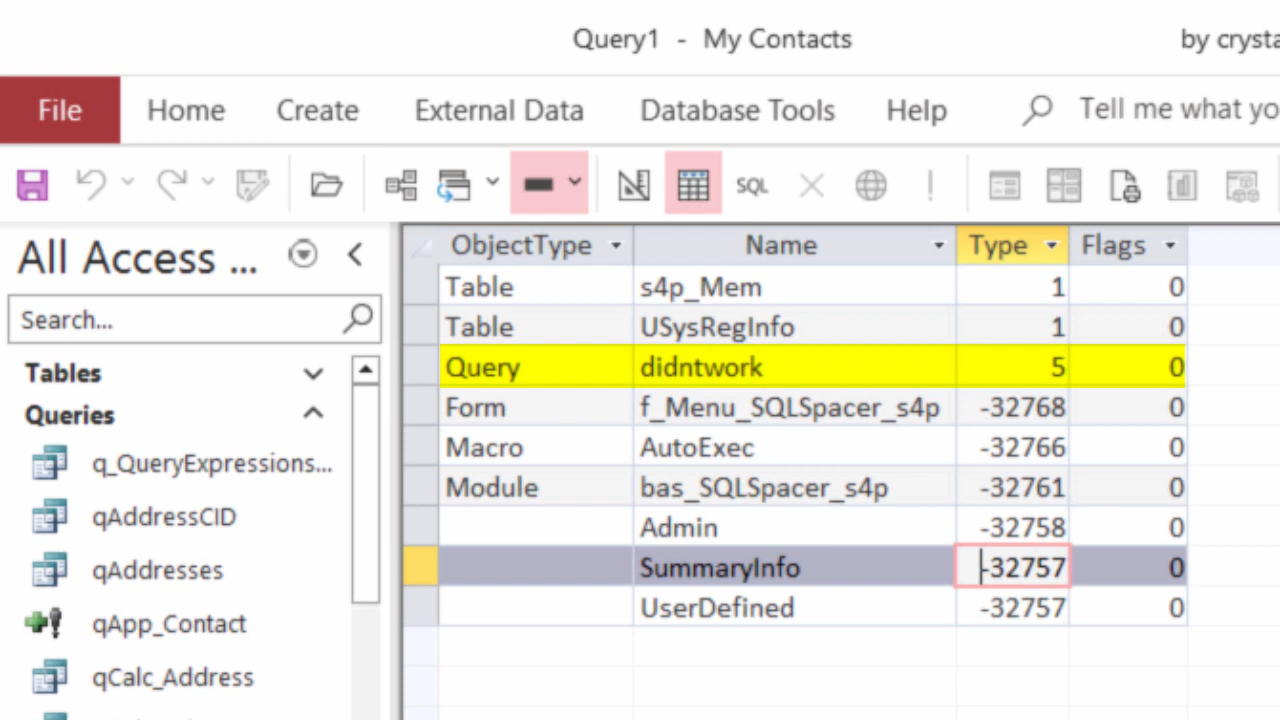 Query1 - My Contacts by crysta
File Home Create External Data Database Tools Help Tell me what yo
SQL
All Access ...
Search...
Tables
Queries
q_QueryExpressions...
qAddressCID
qAddresses
qApp_Contact
qCalc_Address
ObjectType Name Type Flags
Table s4p_Mem 1 0
Table USysRegInfo 1 0
Query didntwork 5 0
Form f_Menu_SQLSpacer_s4p -32768 0
Macro AutoExec -32766 0
Module bas_SQLSpacer_s4p -32761 0
Admin -32758 0
SummaryInfo -32757 0
UserDefined -32757 0